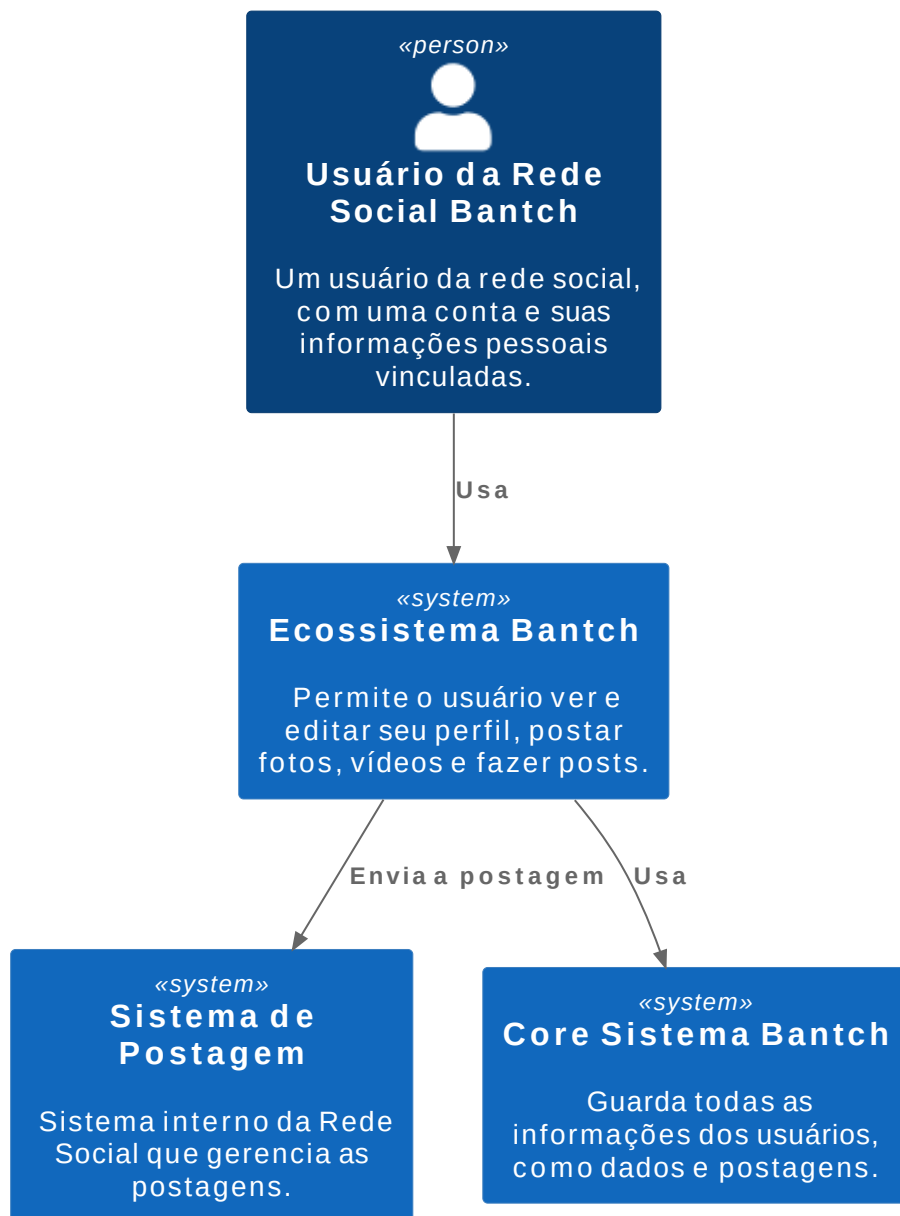 «person»
Usuário da Rede
Social Bantch
Um usuário da rede social,
com uma conta e suas
informações pessoais
vinculadas.
Usa
«system»
Ecossistema Bantch
Permite o usuário ver e
editar seu perfil, postar
fotos, vídeos e fazer posts.
Envia a postagem
Usa
«system»
Sistema de
Postagem
Sistema interno da Rede
Social que gerencia as
postagens.
«system»
Core Sistema Bantch
Guarda todas as
informações dos usuários,
como dados e postagens.